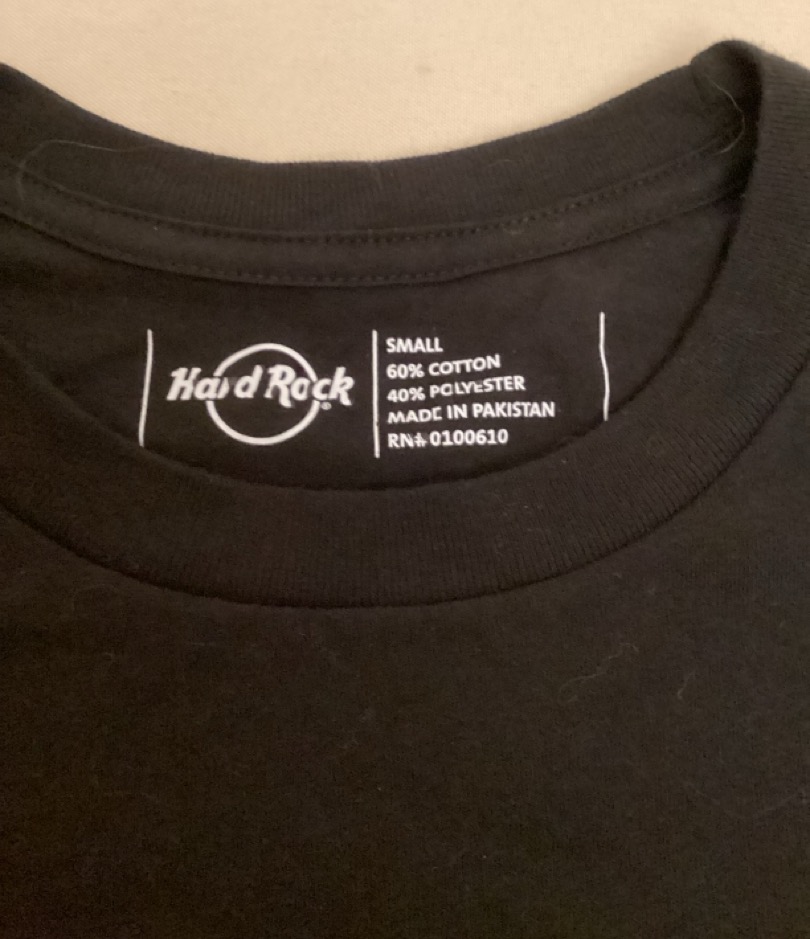 Hard Rock
SMALL
60% COTTON
40% POLYESTER
MADE IN PAKISTAN
RN# 0100610